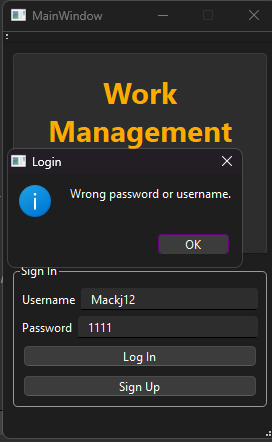 MainWindow
Work
Management
Login
Wrong password or username.
OK
Sign In
Username Mackj12
Password 1111
Log In
Sign Up